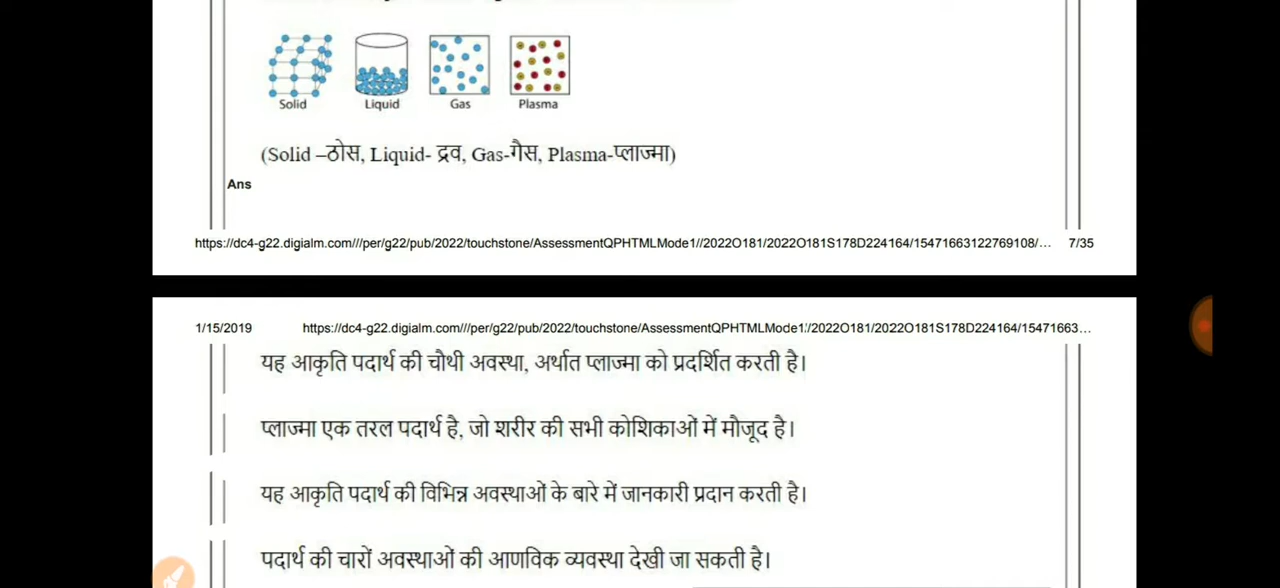 Solid Liquid Gas Plasma
(Solid –ठोस, Liquid- द्रव, Gas-गैस, Plasma-प्लाज्मा)
Ans
https://dc4-g22.digialm.com///per/g22/pub/2022/touchstone/AssessmentQPHTMLMode1//2022O181/2022O181S178D224164/15471663122769108/… 7/35
1/15/2019 https://dc4-g22.digialm.com///per/g22/pub/2022/touchstone/AssessmentQPHTMLMode1//2022O181/2022O181S178D224164/15471663…
यह आकृति पदार्थ की चौथी अवस्था, अर्थात प्लाज्मा को प्रदर्शित करती है।
प्लाज्मा एक तरल पदार्थ है, जो शरीर की सभी कोशिकाओं में मौजूद है।
यह आकृति पदार्थ की विभिन्न अवस्थाओं के बारे में जानकारी प्रदान करती है।
पदार्थ की चारों अवस्थाओं की आणविक व्यवस्था देखी जा सकती है।